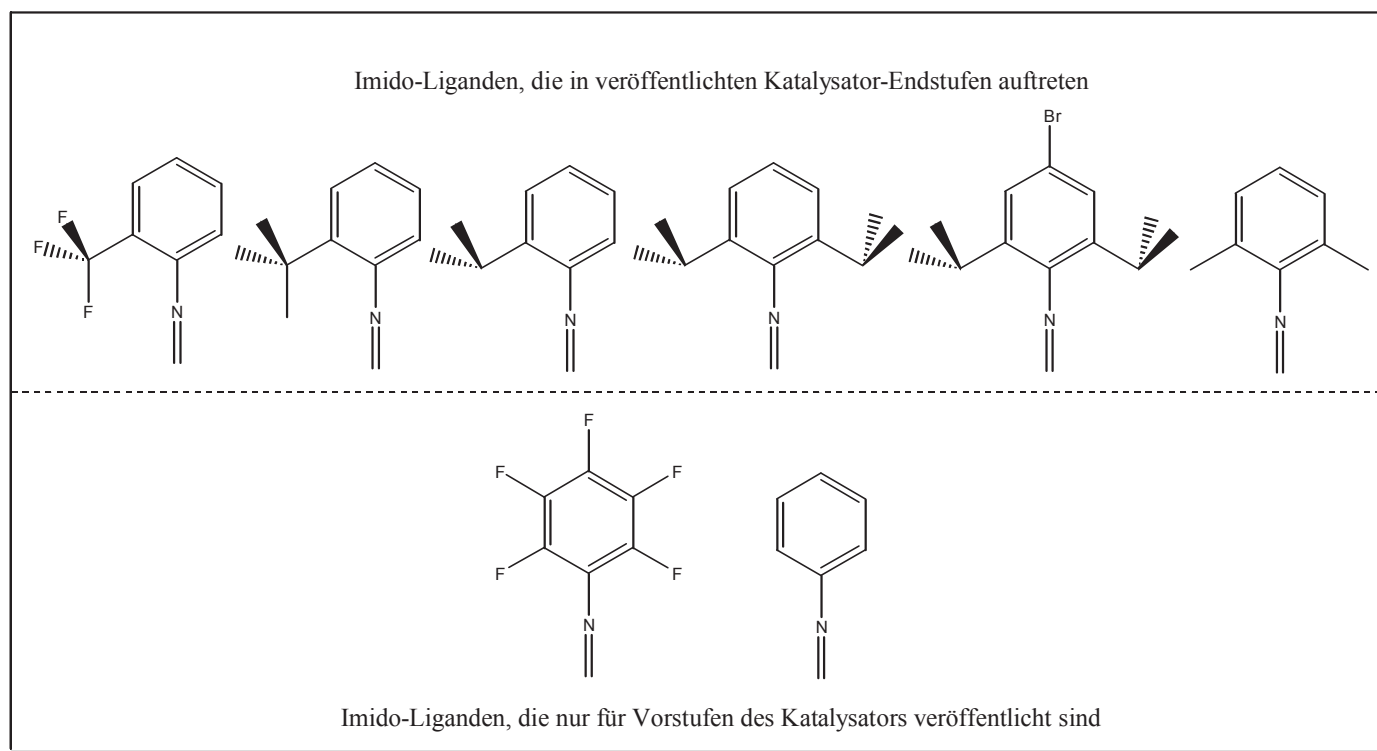 Imido-Liganden, die in veröffentlichten Katalysator-Endstufen auftreten
Br
F
F
F
N
N
N
N
N
N
F
F
F
F
F
N
N
Imido-Liganden, die nur für Vorstufen des Katalysators veröffentlicht sind